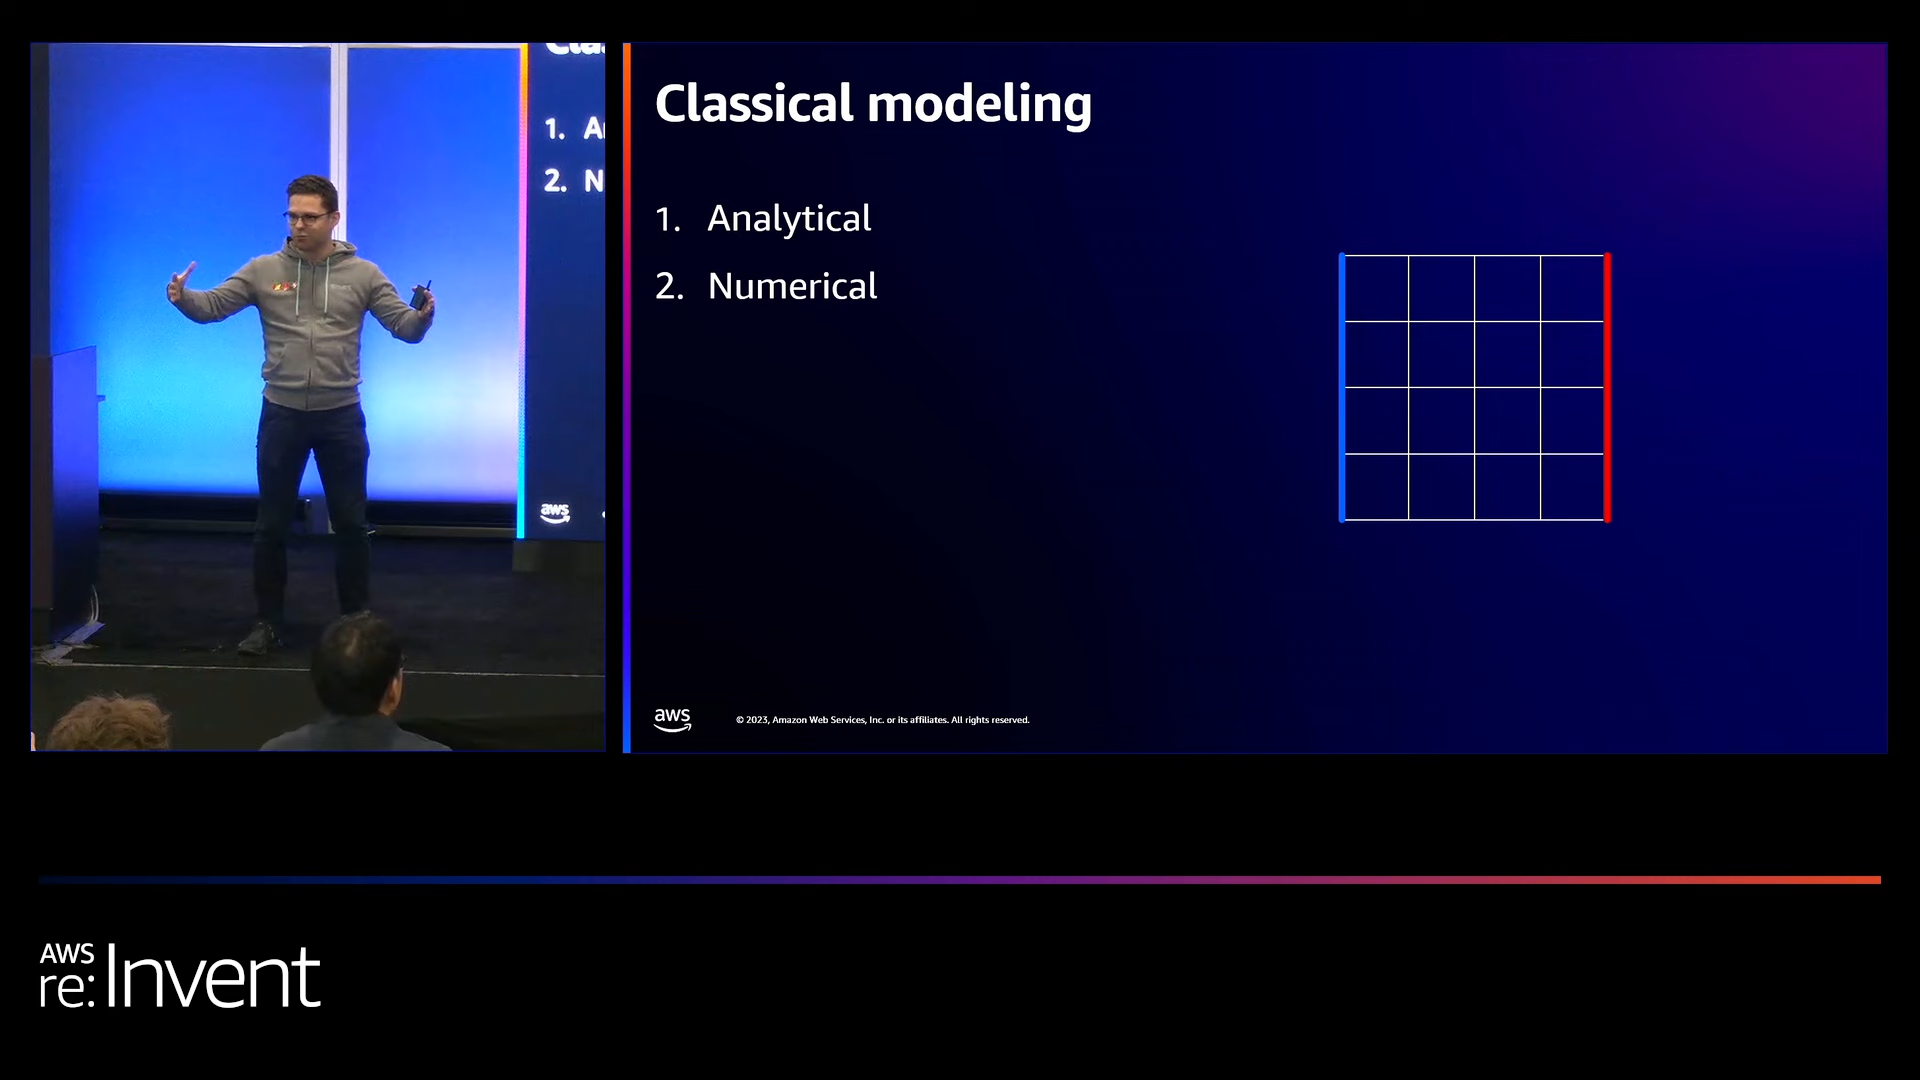 Classical modeling
1. Analytical
2. Numerical
aws
© 2023, Amazon Web Services, Inc. or its affiliates. All rights reserved.
1. A
2. N
aws
AWS
re:Invent